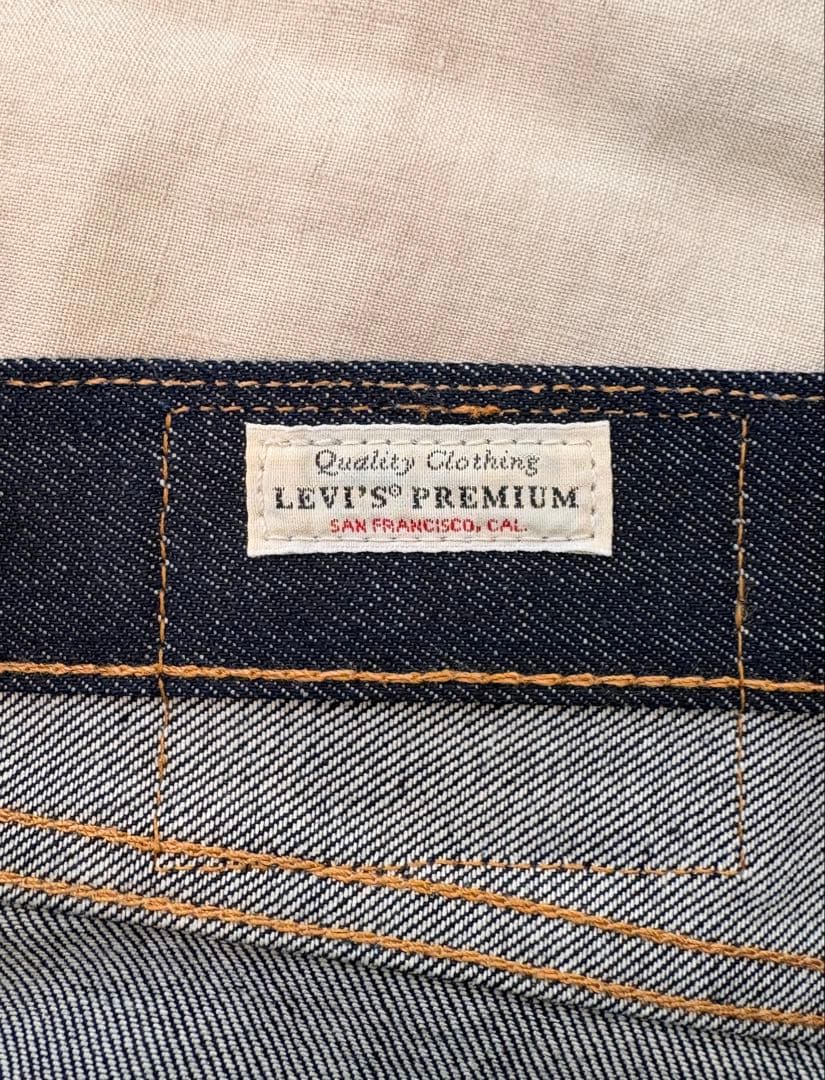 Quality Clothing
LEVI'S® PREMIUM
SAN FRANCISCO, CAL.